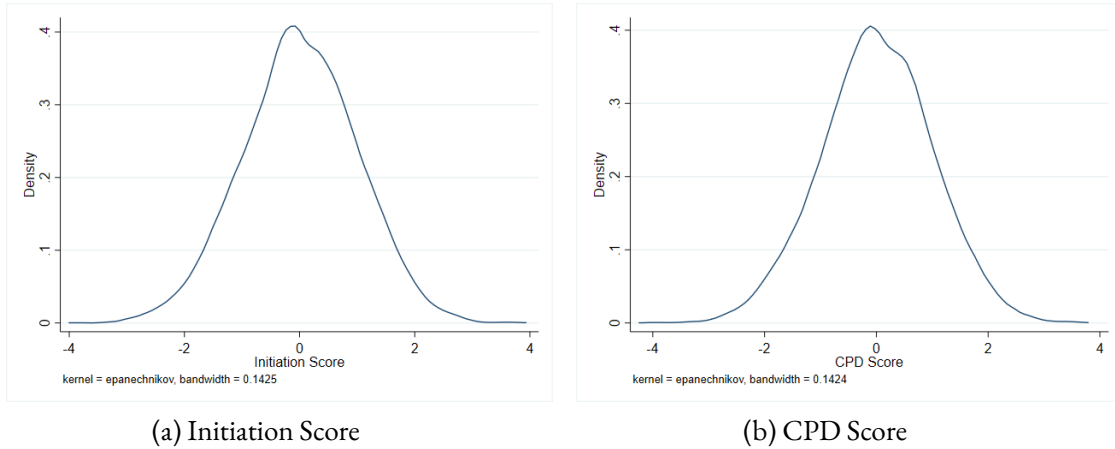 .4
.3
.2
.1
0
Density
-4 -2 0 2 4
Initiation Score
kernel = epanechnikov, bandwidth = 0.1425
(a) Initiation Score
.4
.3
.2
.1
0
Density
-4 -2 0 2 4
CPD Score
kernel = epanechnikov, bandwidth = 0.1424
(b) CPD Score